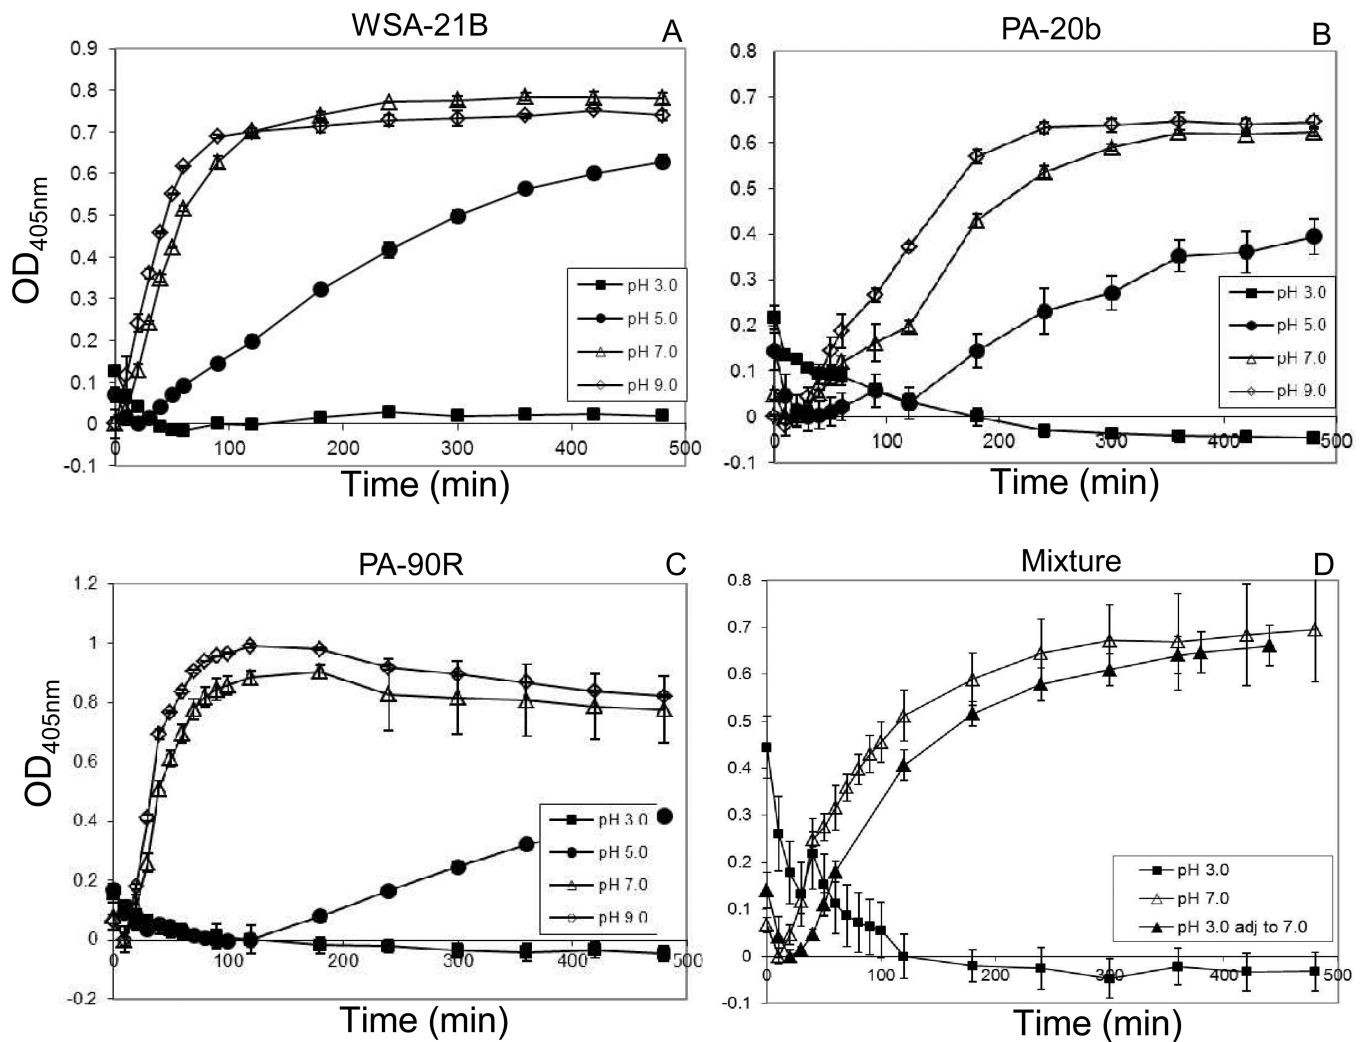 WSA-21B
A
0.9
0.8
0.7
0.6
0.5
0.4
0.3
0.2
0.1
0
-0.1
OD405nm
0
100
200
300
400
500
Time (min)
pH 3.0
pH 5.0
pH 7.0
pH 9.0
PA-20b
B
0.8
0.7
0.6
0.5
0.4
0.3
0.2
0.1
0
-0.1
0
100
200
300
400
500
Time (min)
pH 3.0
pH 5.0
pH 7.0
pH 9.0
PA-90R
C
1.2
1
0.8
0.6
0.4
0.2
0
-0.2
OD405nm
0
100
200
300
400
500
Time (min)
pH 3.0
pH 5.0
pH 7.0
pH 9.0
Mixture
D
0.8
0.7
0.6
0.5
0.4
0.3
0.2
0.1
0
-0.1
0
100
200
300
400
500
Time (min)
pH 3.0
pH 7.0
pH 3.0 adj to 7.0